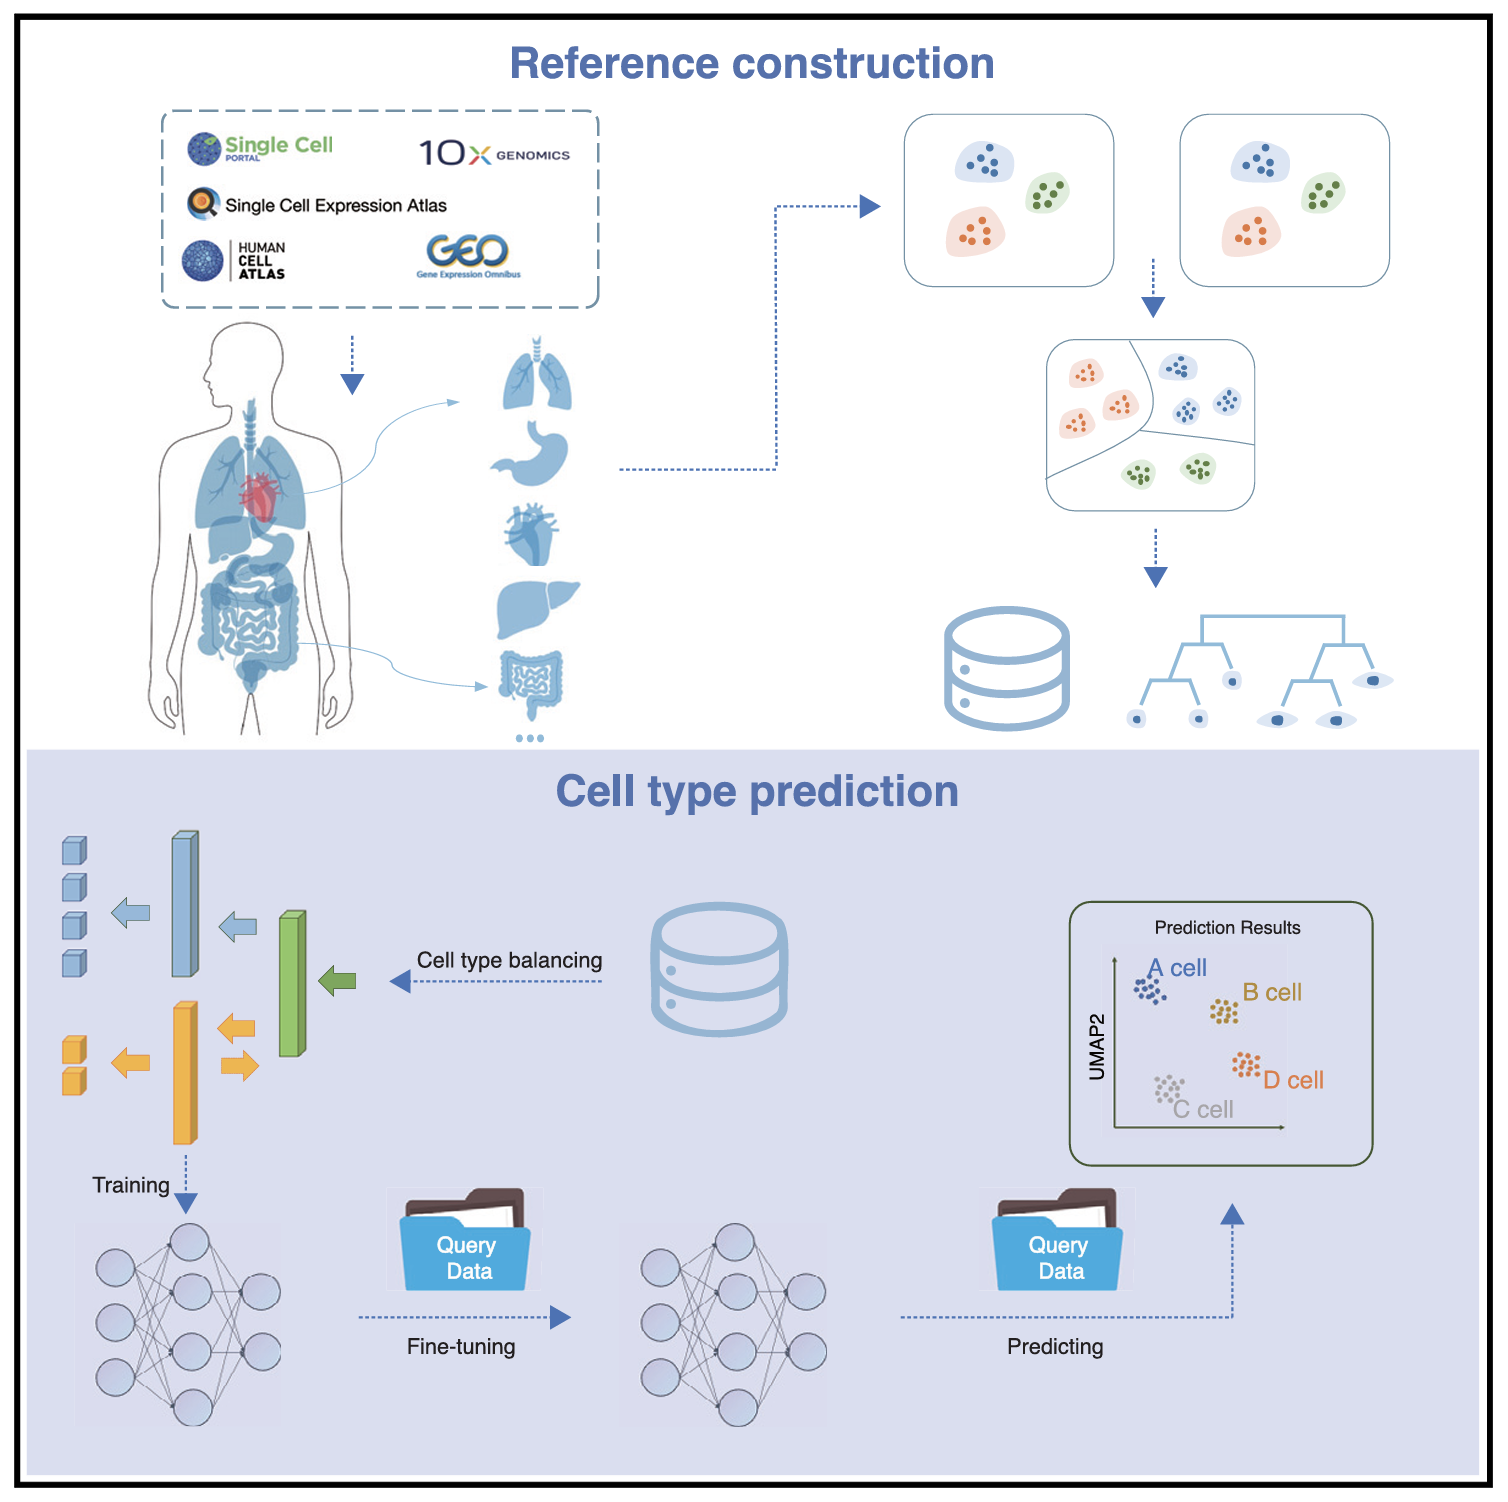 Reference construction
Single Cell
PORTAL
10x GENOMICS
Single Cell Expression Atlas
HUMAN
CELL
ATLAS
GEO
Gene Expression Omnibus
Cell type prediction
Cell type balancing
Prediction Results
A cell
B cell
UMAP2
D cell
C cell
Training
Query
Data
Query
Data
Fine-tuning
Predicting